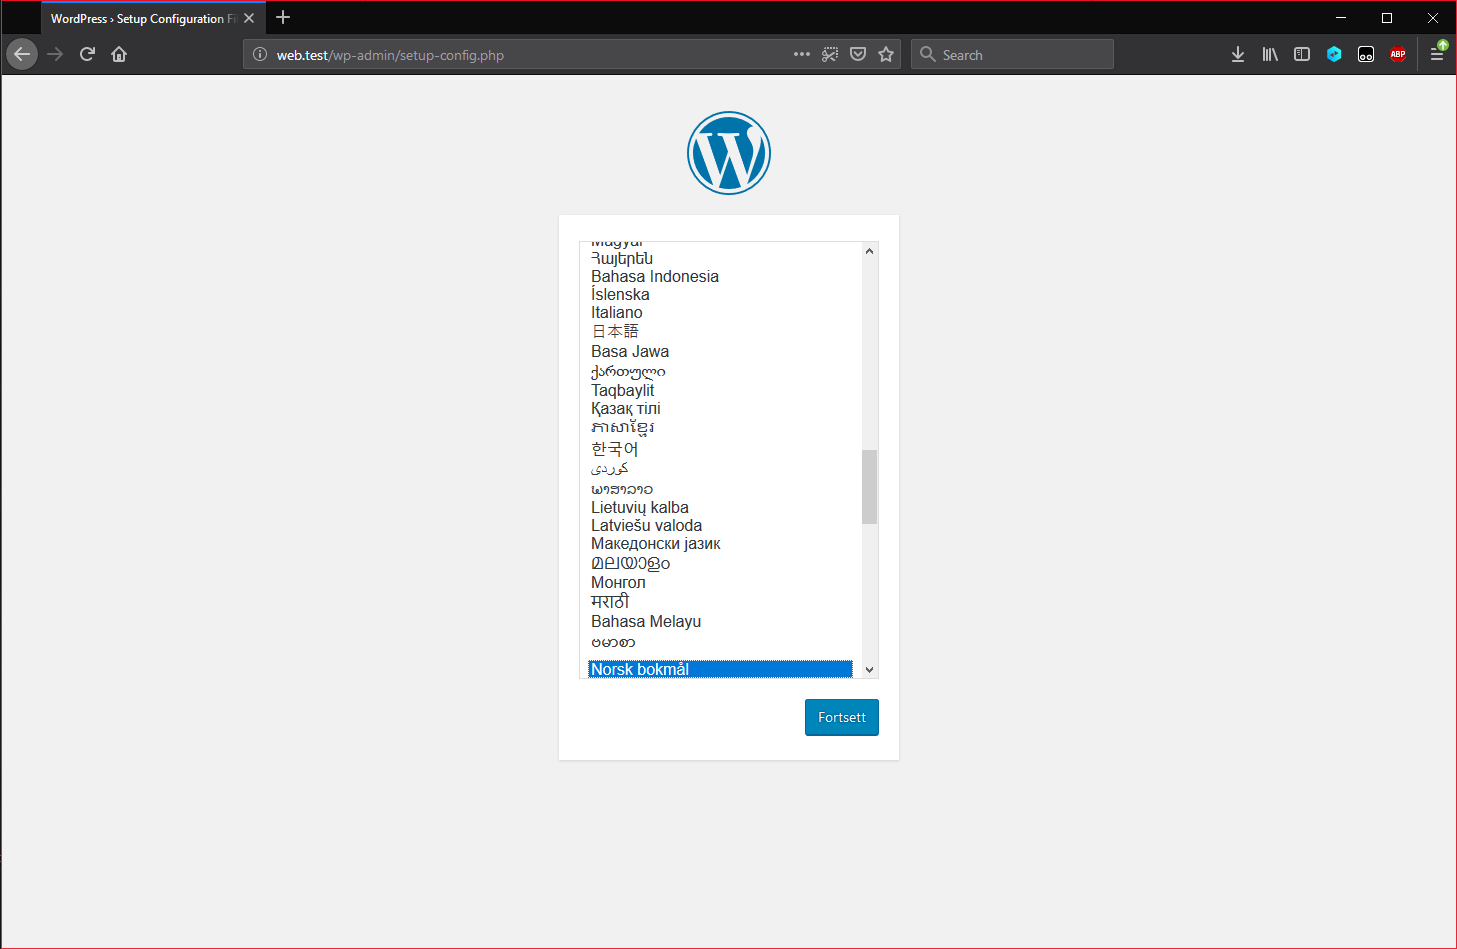 WordPress › Setup Configuration Fi
web.test/wp-admin/setup-config.php
Search
ABP
Magyar
Հայերեն
Bahasa Indonesia
Íslenska
Italiano
日本語
Basa Jawa
ქართული
Taqbaylit
Қазақ тілі
ភាសាខ្មែរ
한국어
كوردی
ພາສາລາວ
Lietuvių kalba
Latviešu valoda
Македонски јазик
മലയാളം
Монгол
मराठी
Bahasa Melayu
ဗမာစာ
Norsk bokmål
Fortsett